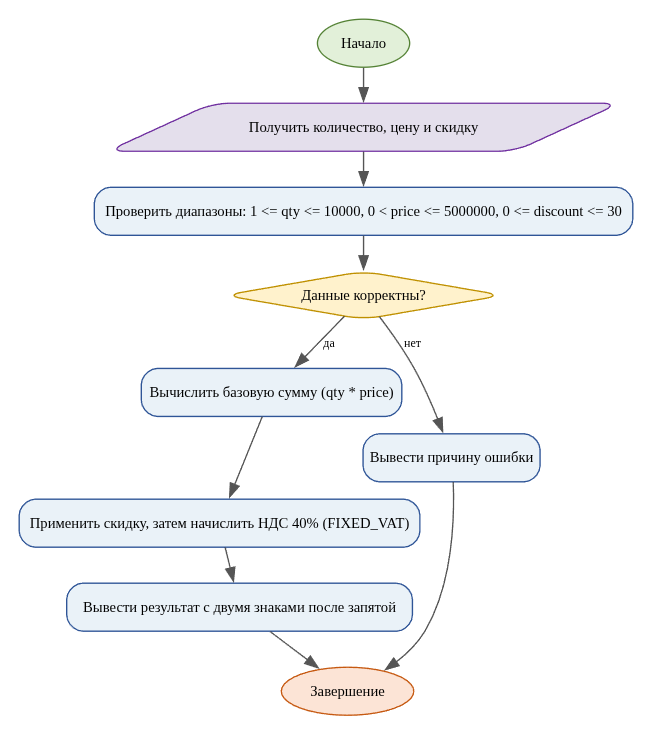 Начало
Получить количество, цену и скидку
Проверить диапазоны: 1 <= qty <= 10000, 0 < price <= 5000000, 0 <= discount <= 30
Данные корректны?
да
нет
Вычислить базовую сумму (qty * price)
Вывести причину ошибки
Применить скидку, затем начислить НДС 40% (FIXED_VAT)
Вывести результат с двумя знаками после запятой
Завершение